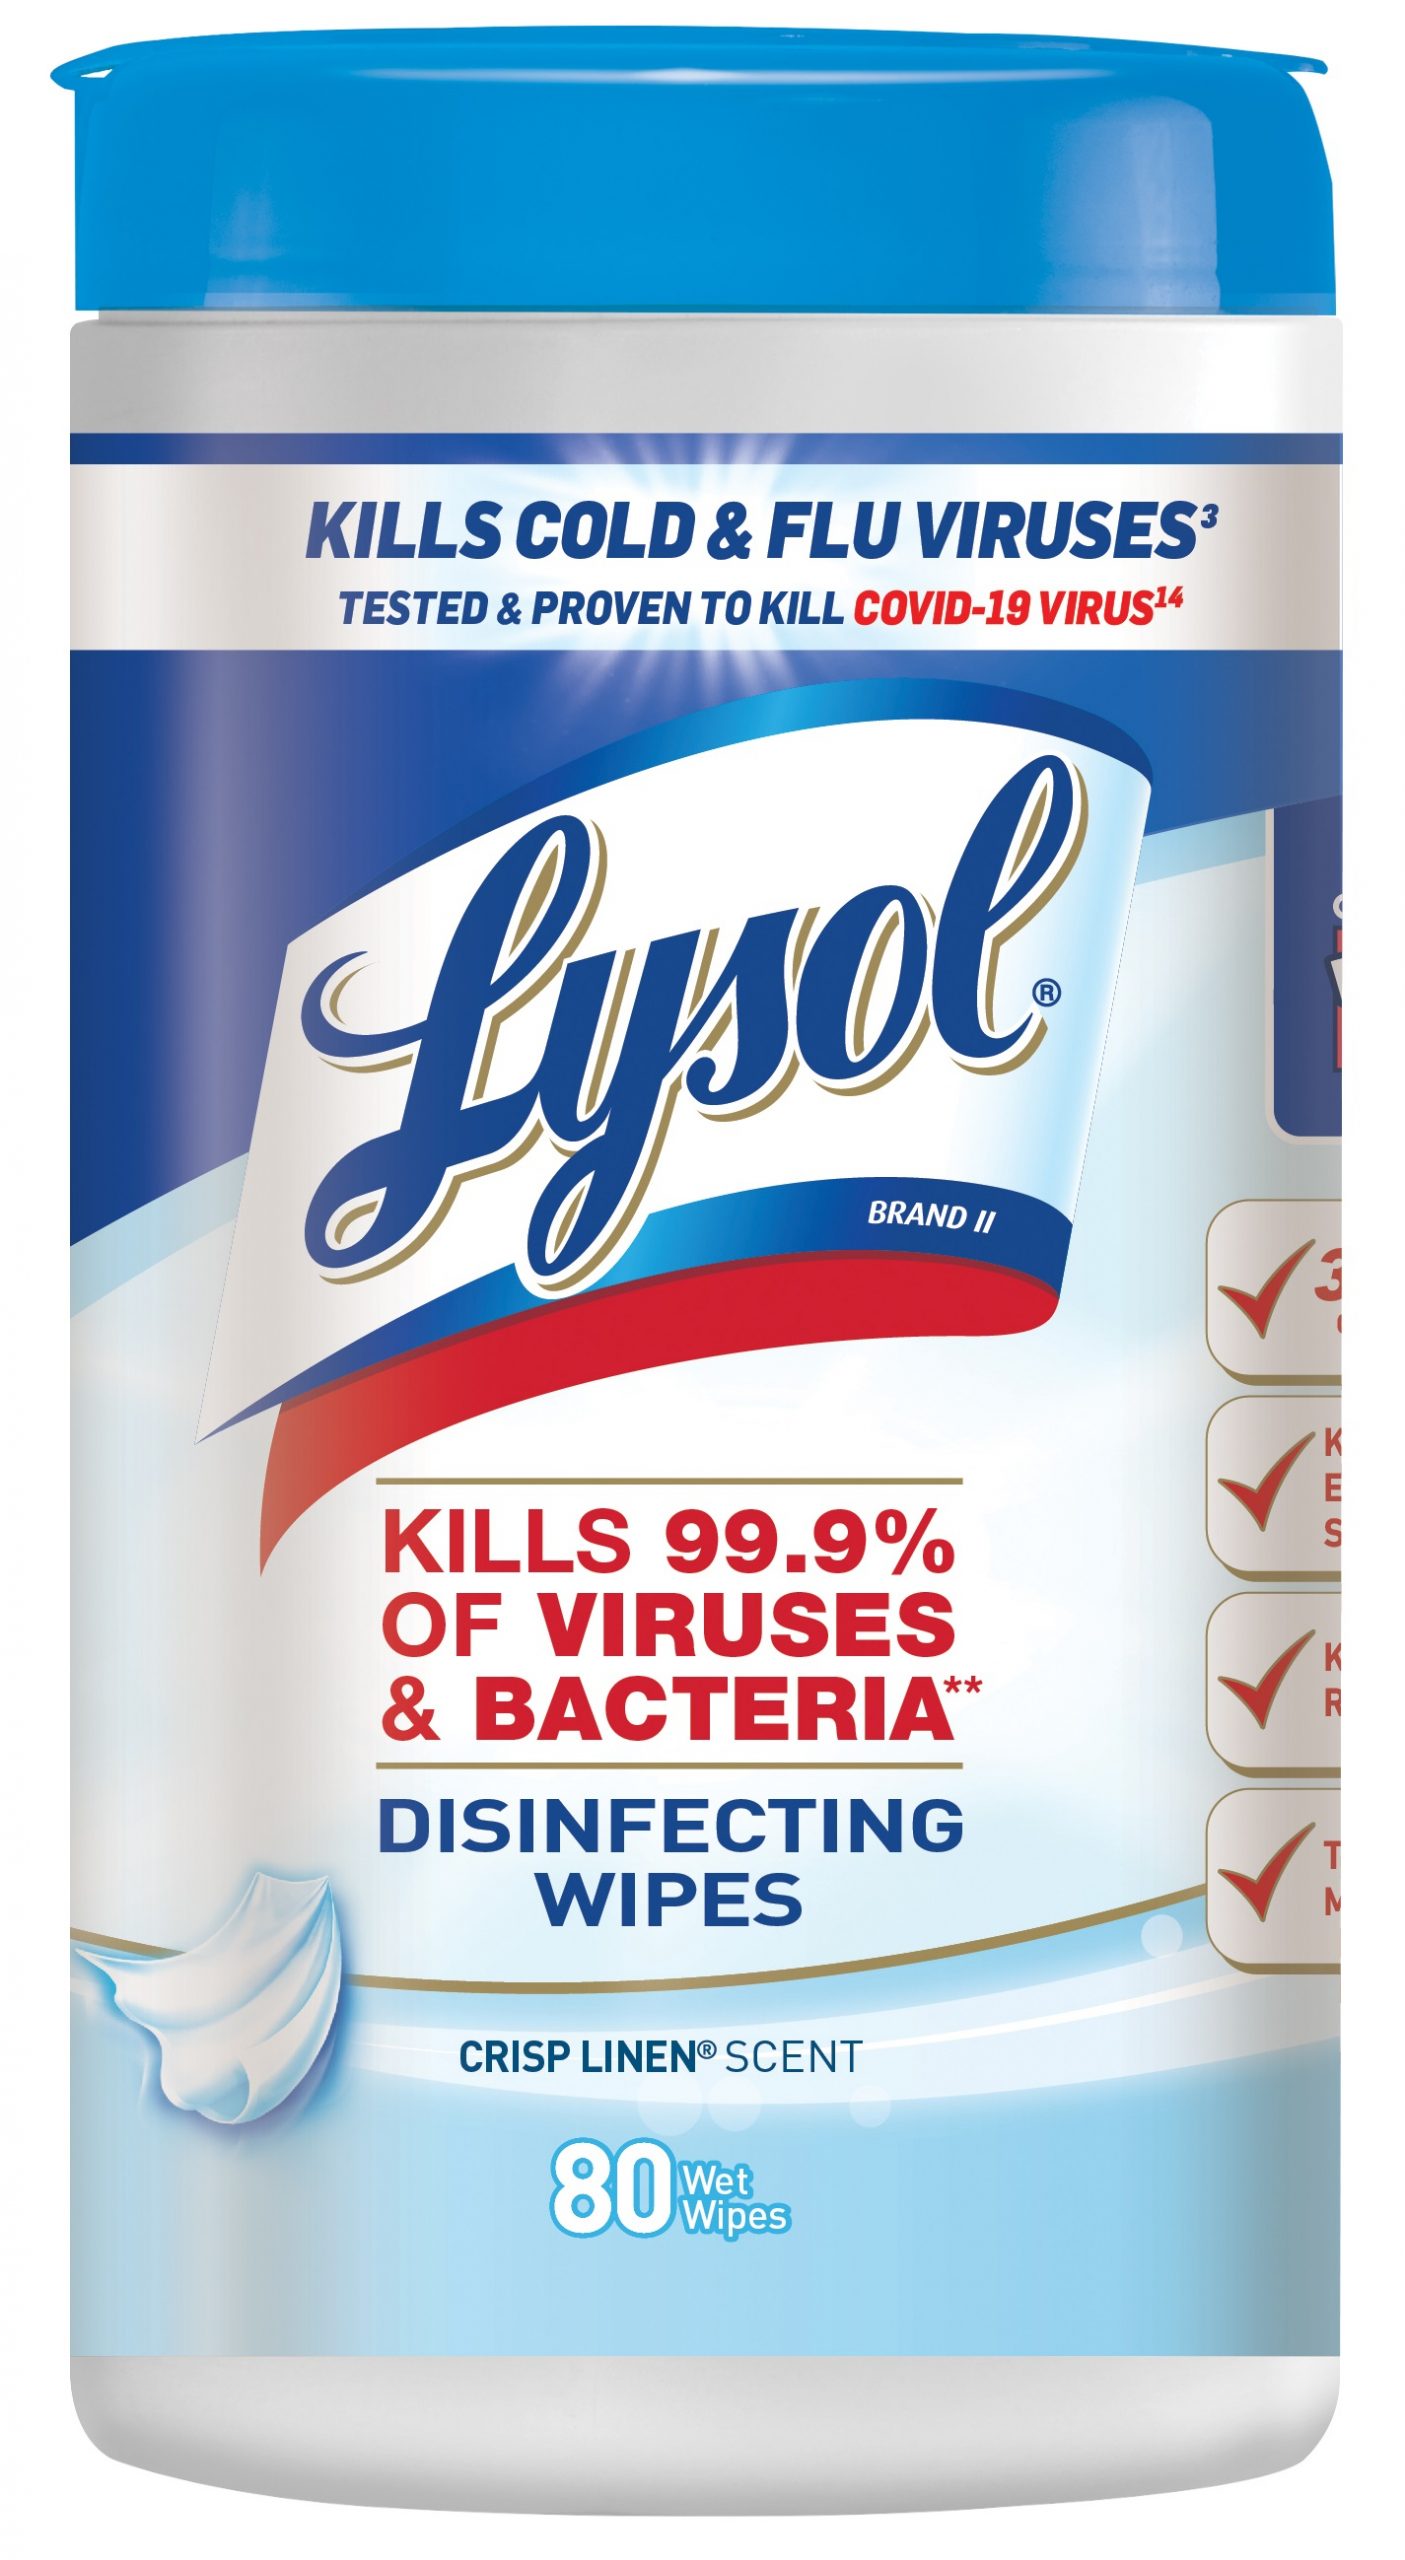 KILLS COLD & FLU VIRUSES³
TESTED & PROVEN TO KILL COVID-19 VIRUS¹⁴
Lysol®
BRAND II
KILLS 99.9%
OF VIRUSES
& BACTERIA**
DISINFECTING
WIPES
CRISP LINEN® SCENT
80 Wet
Wipes